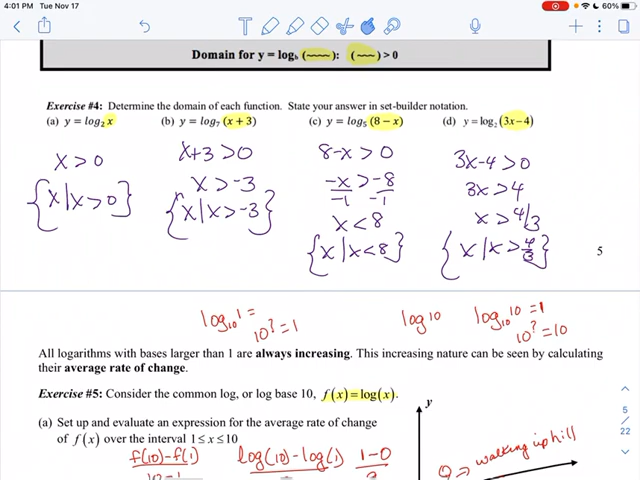 4:01 PM Tue Nov 17
60%
Domain for y = log_b (~~~): (~~~) > 0
Exercise #4: Determine the domain of each function. State your answer in set-builder notation.
(a) y = log₂ x (b) y = log₇ (x + 3) (c) y = log₅ (8 − x) (d) y = log₂ (3x − 4)
x > 0
{x | x > 0}
x+3 > 0
x > -3
{x | x > -3}
8-x > 0
-x > -8
-1 -1
x < 8
{x | x < 8}
3x-4 > 0
3x > 4
x > 4/3
{x | x > 4/3}
5
log₁₀ 1 =
10^? = 1
log 10
log₁₀ 10 = 1
10^? = 10
All logarithms with bases larger than 1 are always increasing. This increasing nature can be seen by calculating
their average rate of change.
Exercise #5: Consider the common log, or log base 10, f(x) = log(x).
(a) Set up and evaluate an expression for the average rate of change
of f(x) over the interval 1 ≤ x ≤ 10
f(10) - f(1)
log(10) - log(1)
1-0
y
walking up hill
5
/
22